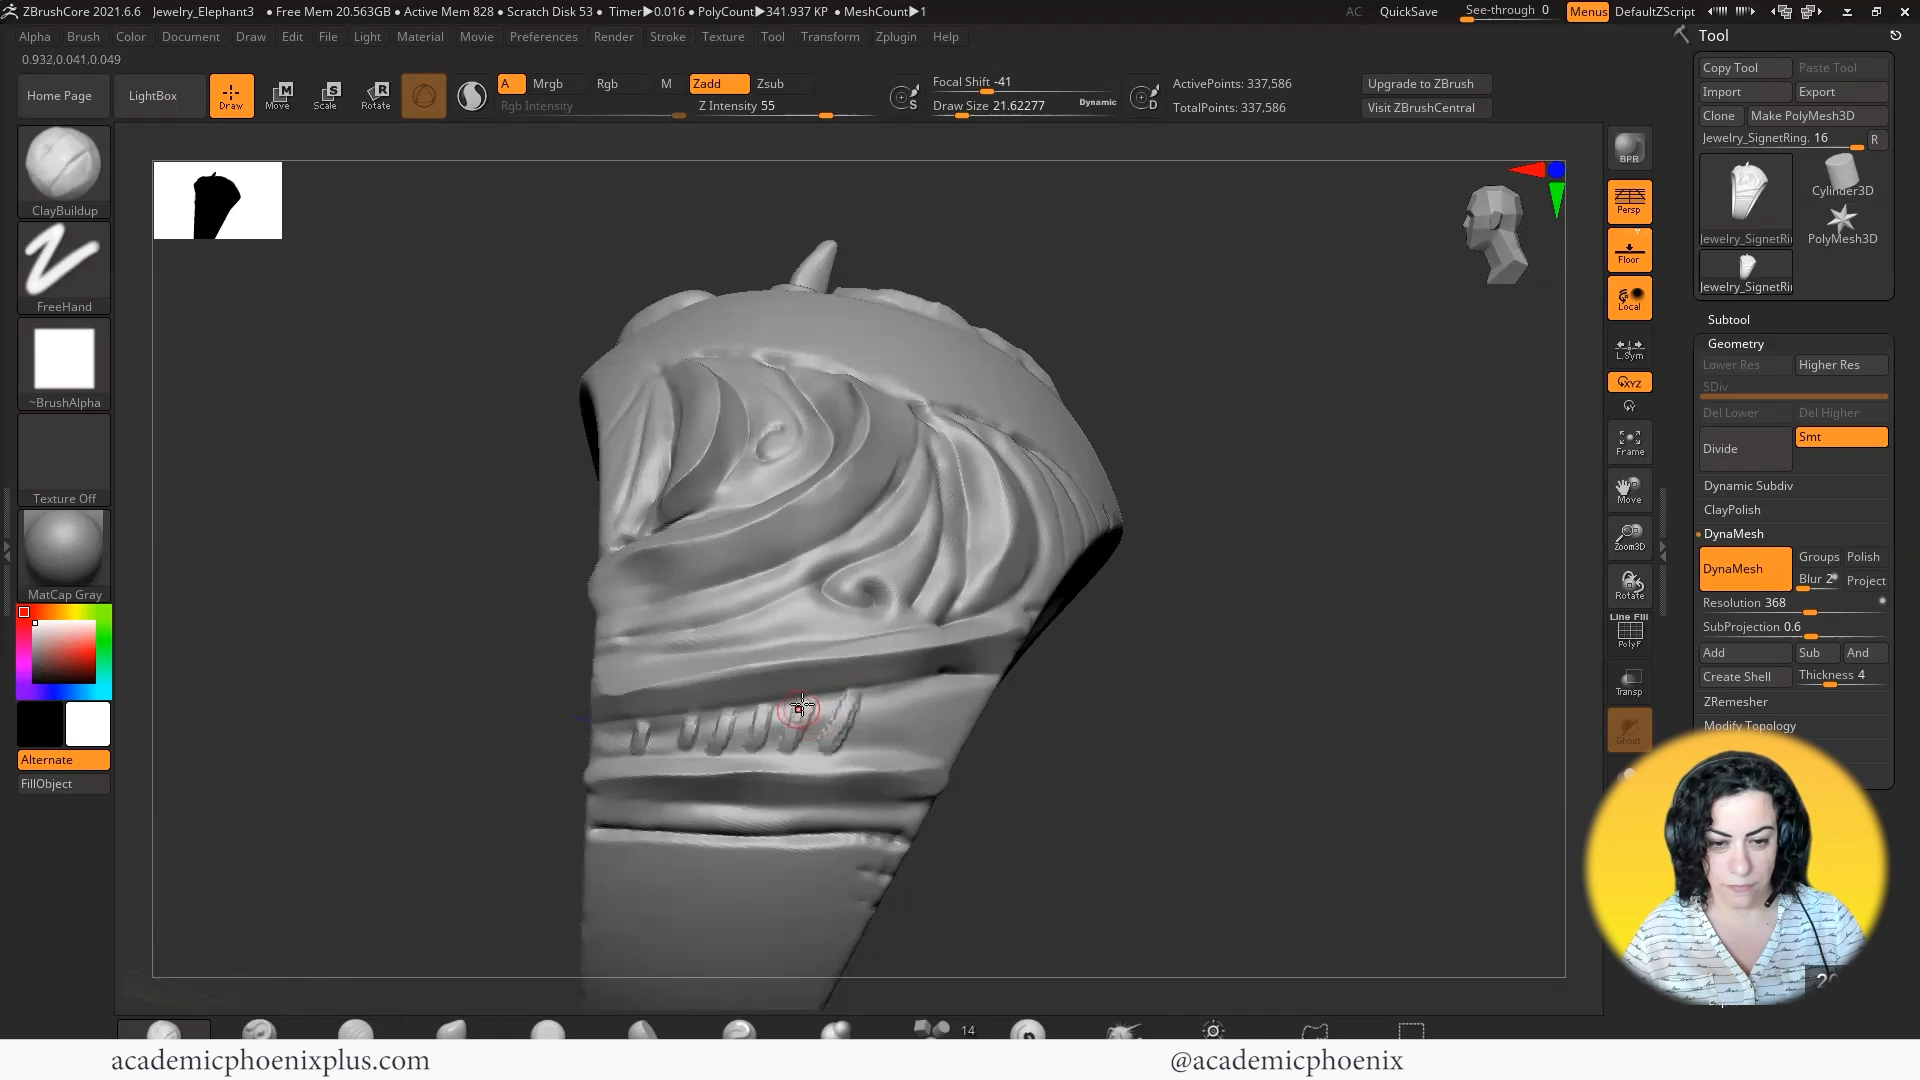 ZBrushCore 2021.6.6 Jewelry_Elephant3 • Free Mem 20.563GB • Active Mem 828 • Scratch Disk 53 • Timer▶0.016 • PolyCount▶341.937 KP • MeshCount▶1 AC QuickSave See-through 0 Menus DefaultZScript
Alpha Brush Color Document Draw Edit File Light Material Movie Preferences Render Stroke Texture Tool Transform Zplugin Help
0.932,0.041,0.049
Home Page LightBox Draw Move Scale Rotate
A Mrgb Rgb M Zadd Zsub
Rgb Intensity Z Intensity 55
Focal Shift -41
Draw Size 21.62277 Dynamic
ActivePoints: 337,586
TotalPoints: 337,586
Upgrade to ZBrush
Visit ZBrushCentral
ClayBuildup
FreeHand
~BrushAlpha
Texture Off
MatCap Gray
Alternate
FillObject
BPR
Persp
Floor
Local
L.Sym
XYZ
Frame
Move
Zoom3D
Rotate
Line Fill
PolyF
Transp
Ghost
Tool
Copy Tool Paste Tool
Import Export
Clone Make PolyMesh3D
Jewelry_SignetRing. 16 R
Cylinder3D
Jewelry_SignetRi PolyMesh3D
Jewelry_SignetRi
Subtool
Geometry
Lower Res Higher Res
SDiv
Del Lower Del Higher
Divide Smt
Dynamic Subdiv
ClayPolish
DynaMesh
DynaMesh Groups Polish
Blur 2 Project
Resolution 368
SubProjection 0.6
Add Sub And
Create Shell Thickness 4
ZRemesher
Modify Topology
14
academicphoenixplus.com
@academicphoenix